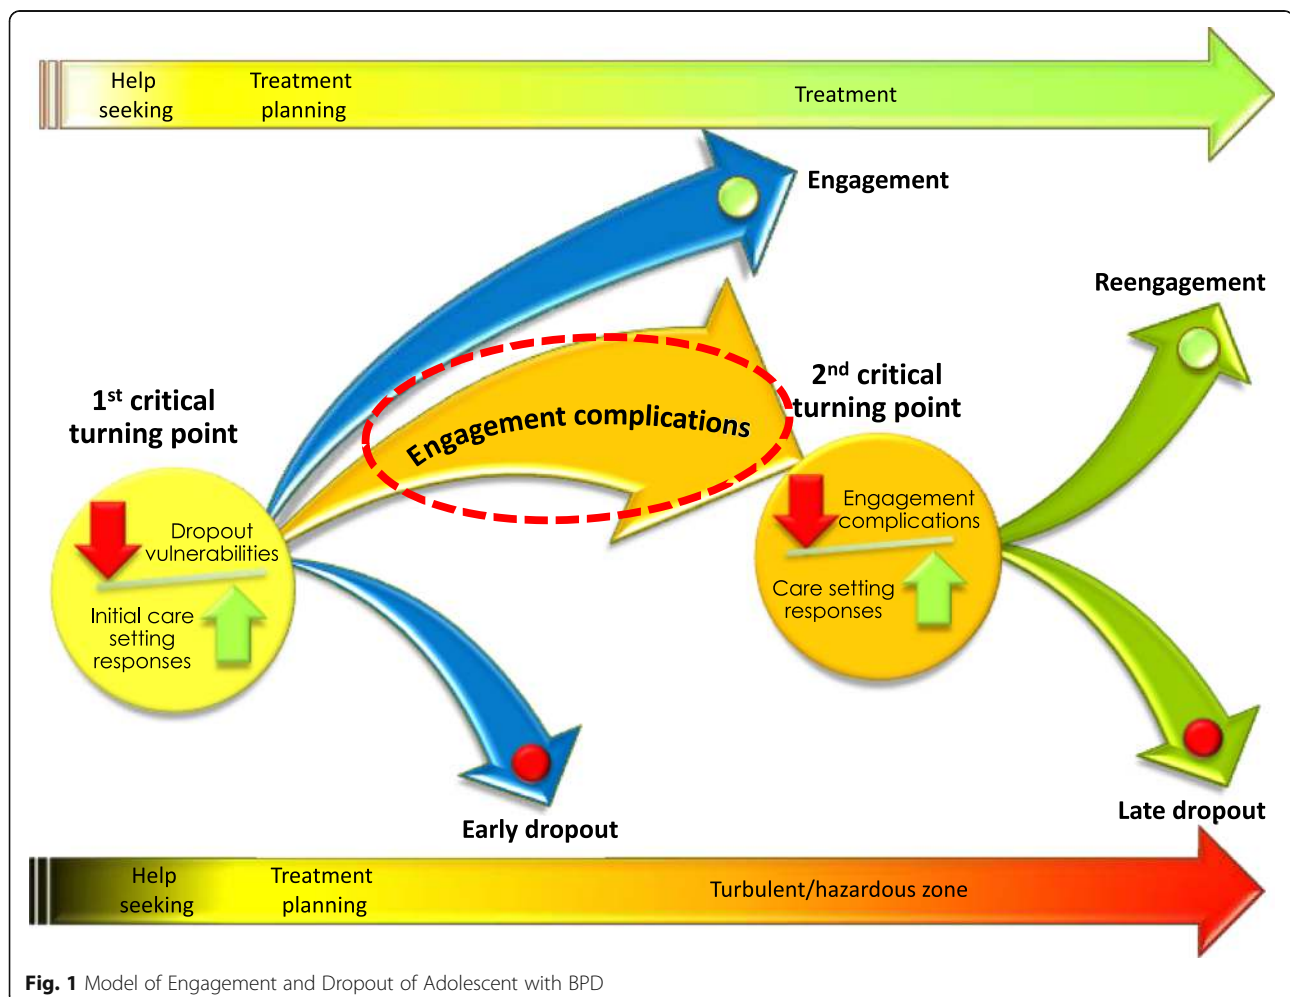 Help
seeking
Treatment
planning
Treatment
Engagement
Reengagement
1st critical
turning point
Engagement complications
2nd critical
turning point
Dropout
vulnerabilities
Initial care
setting
responses
Engagement
complications
Care setting
responses
Early dropout
Late dropout
Help
seeking
Treatment
planning
Turbulent/hazardous zone
Fig. 1 Model of Engagement and Dropout of Adolescent with BPD